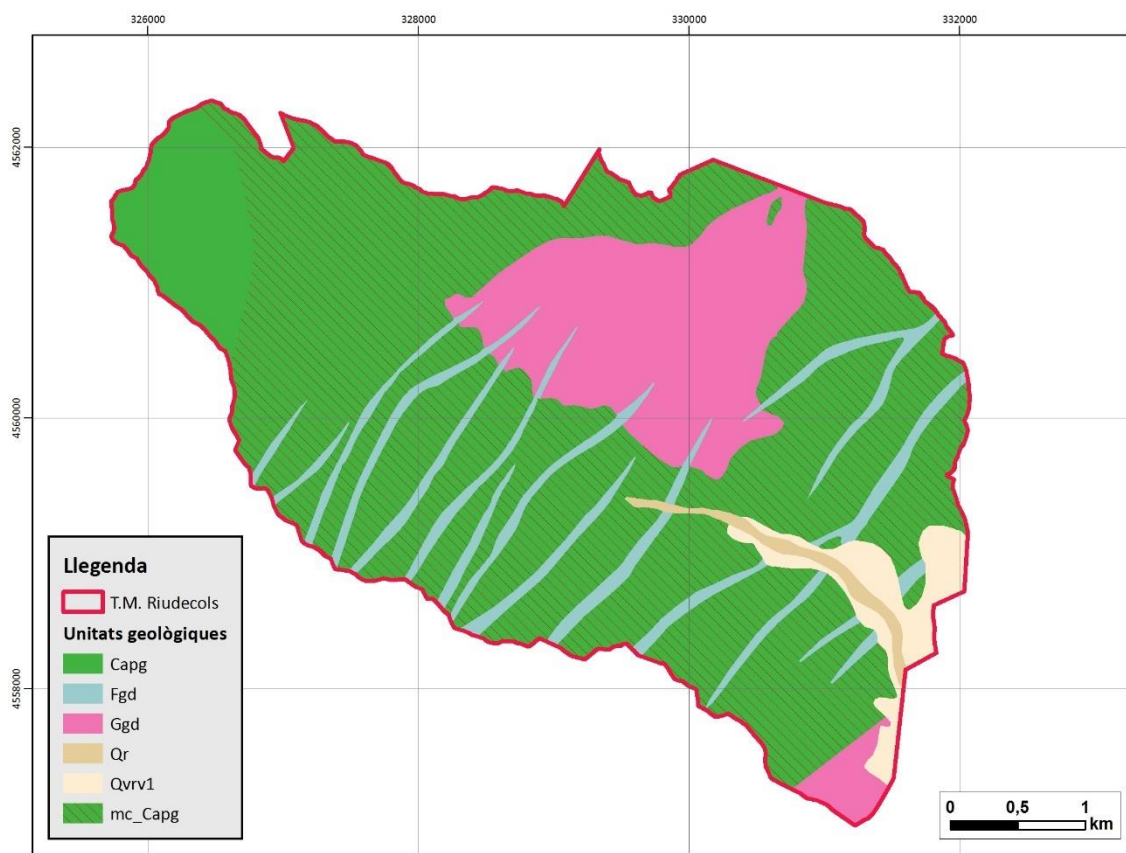 326000
328000
330000
332000
4562000
4560000
4558000
Llegenda
T.M. Riudecols
Unitats geològiques
Capg
Fgd
Ggd
Qr
Qvrv1
mc_Capg
0 0,5 1
km